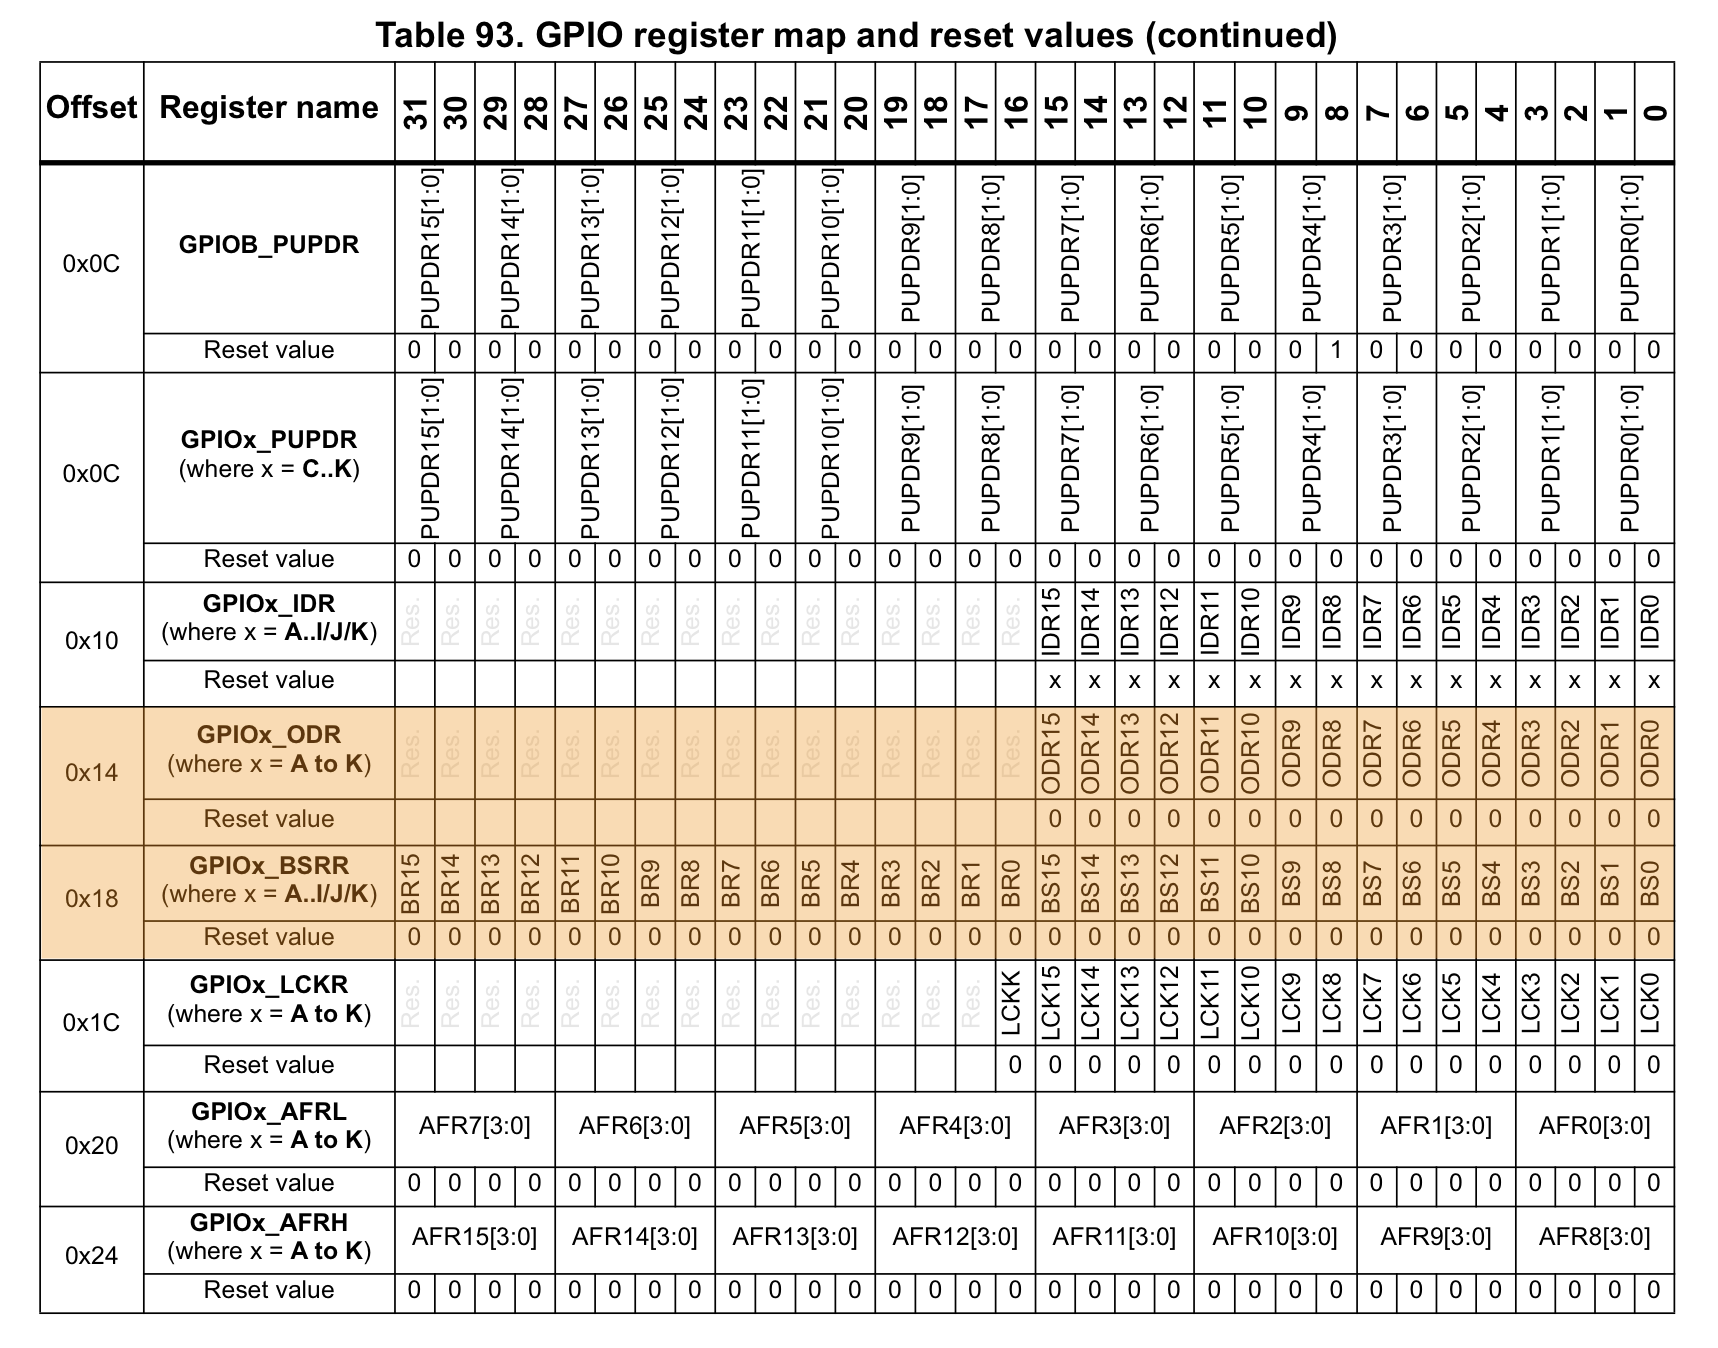 Table 93. GPIO register map and reset values (continued)
Offset Register name 31 30 29 28 27 26 25 24 23 22 21 20 19 18 17 16 15 14 13 12 11 10 9 8 7 6 5 4 3 2 1 0
0x0C GPIOB_PUPDR PUPDR15[1:0] PUPDR14[1:0] PUPDR13[1:0] PUPDR12[1:0] PUPDR11[1:0] PUPDR10[1:0] PUPDR9[1:0] PUPDR8[1:0] PUPDR7[1:0] PUPDR6[1:0] PUPDR5[1:0] PUPDR4[1:0] PUPDR3[1:0] PUPDR2[1:0] PUPDR1[1:0] PUPDR0[1:0]
Reset value 0 0 0 0 0 0 0 0 0 0 0 0 0 0 0 0 0 0 0 0 0 0 0 1 0 0 0 0 0 0 0 0
0x0C GPIOx_PUPDR
(where x = C..K) PUPDR15[1:0] PUPDR14[1:0] PUPDR13[1:0] PUPDR12[1:0] PUPDR11[1:0] PUPDR10[1:0] PUPDR9[1:0] PUPDR8[1:0] PUPDR7[1:0] PUPDR6[1:0] PUPDR5[1:0] PUPDR4[1:0] PUPDR3[1:0] PUPDR2[1:0] PUPDR1[1:0] PUPDR0[1:0]
Reset value 0 0 0 0 0 0 0 0 0 0 0 0 0 0 0 0 0 0 0 0 0 0 0 0 0 0 0 0 0 0 0 0
0x10 GPIOx_IDR
(where x = A..I/J/K) Res. Res. Res. Res. Res. Res. Res. Res. Res. Res. Res. Res. Res. Res. Res. Res. IDR15 IDR14 IDR13 IDR12 IDR11 IDR10 IDR9 IDR8 IDR7 IDR6 IDR5 IDR4 IDR3 IDR2 IDR1 IDR0
Reset value x x x x x x x x x x x x x x x x
0x14 GPIOx_ODR
(where x = A to K) Res. Res. Res. Res. Res. Res. Res. Res. Res. Res. Res. Res. Res. Res. Res. Res. ODR15 ODR14 ODR13 ODR12 ODR11 ODR10 ODR9 ODR8 ODR7 ODR6 ODR5 ODR4 ODR3 ODR2 ODR1 ODR0
Reset value 0 0 0 0 0 0 0 0 0 0 0 0 0 0 0 0
0x18 GPIOx_BSRR
(where x = A..I/J/K) BR15 BR14 BR13 BR12 BR11 BR10 BR9 BR8 BR7 BR6 BR5 BR4 BR3 BR2 BR1 BR0 BS15 BS14 BS13 BS12 BS11 BS10 BS9 BS8 BS7 BS6 BS5 BS4 BS3 BS2 BS1 BS0
Reset value 0 0 0 0 0 0 0 0 0 0 0 0 0 0 0 0 0 0 0 0 0 0 0 0 0 0 0 0 0 0 0 0
0x1C GPIOx_LCKR
(where x = A to K) Res. Res. Res. Res. Res. Res. Res. Res. Res. Res. Res. Res. Res. Res. Res. LCKK LCK15 LCK14 LCK13 LCK12 LCK11 LCK10 LCK9 LCK8 LCK7 LCK6 LCK5 LCK4 LCK3 LCK2 LCK1 LCK0
Reset value 0 0 0 0 0 0 0 0 0 0 0 0 0 0 0 0 0
0x20 GPIOx_AFRL
(where x = A to K) AFR7[3:0] AFR6[3:0] AFR5[3:0] AFR4[3:0] AFR3[3:0] AFR2[3:0] AFR1[3:0] AFR0[3:0]
Reset value 0 0 0 0 0 0 0 0 0 0 0 0 0 0 0 0 0 0 0 0 0 0 0 0 0 0 0 0 0 0 0 0
0x24 GPIOx_AFRH
(where x = A to K) AFR15[3:0] AFR14[3:0] AFR13[3:0] AFR12[3:0] AFR11[3:0] AFR10[3:0] AFR9[3:0] AFR8[3:0]
Reset value 0 0 0 0 0 0 0 0 0 0 0 0 0 0 0 0 0 0 0 0 0 0 0 0 0 0 0 0 0 0 0 0